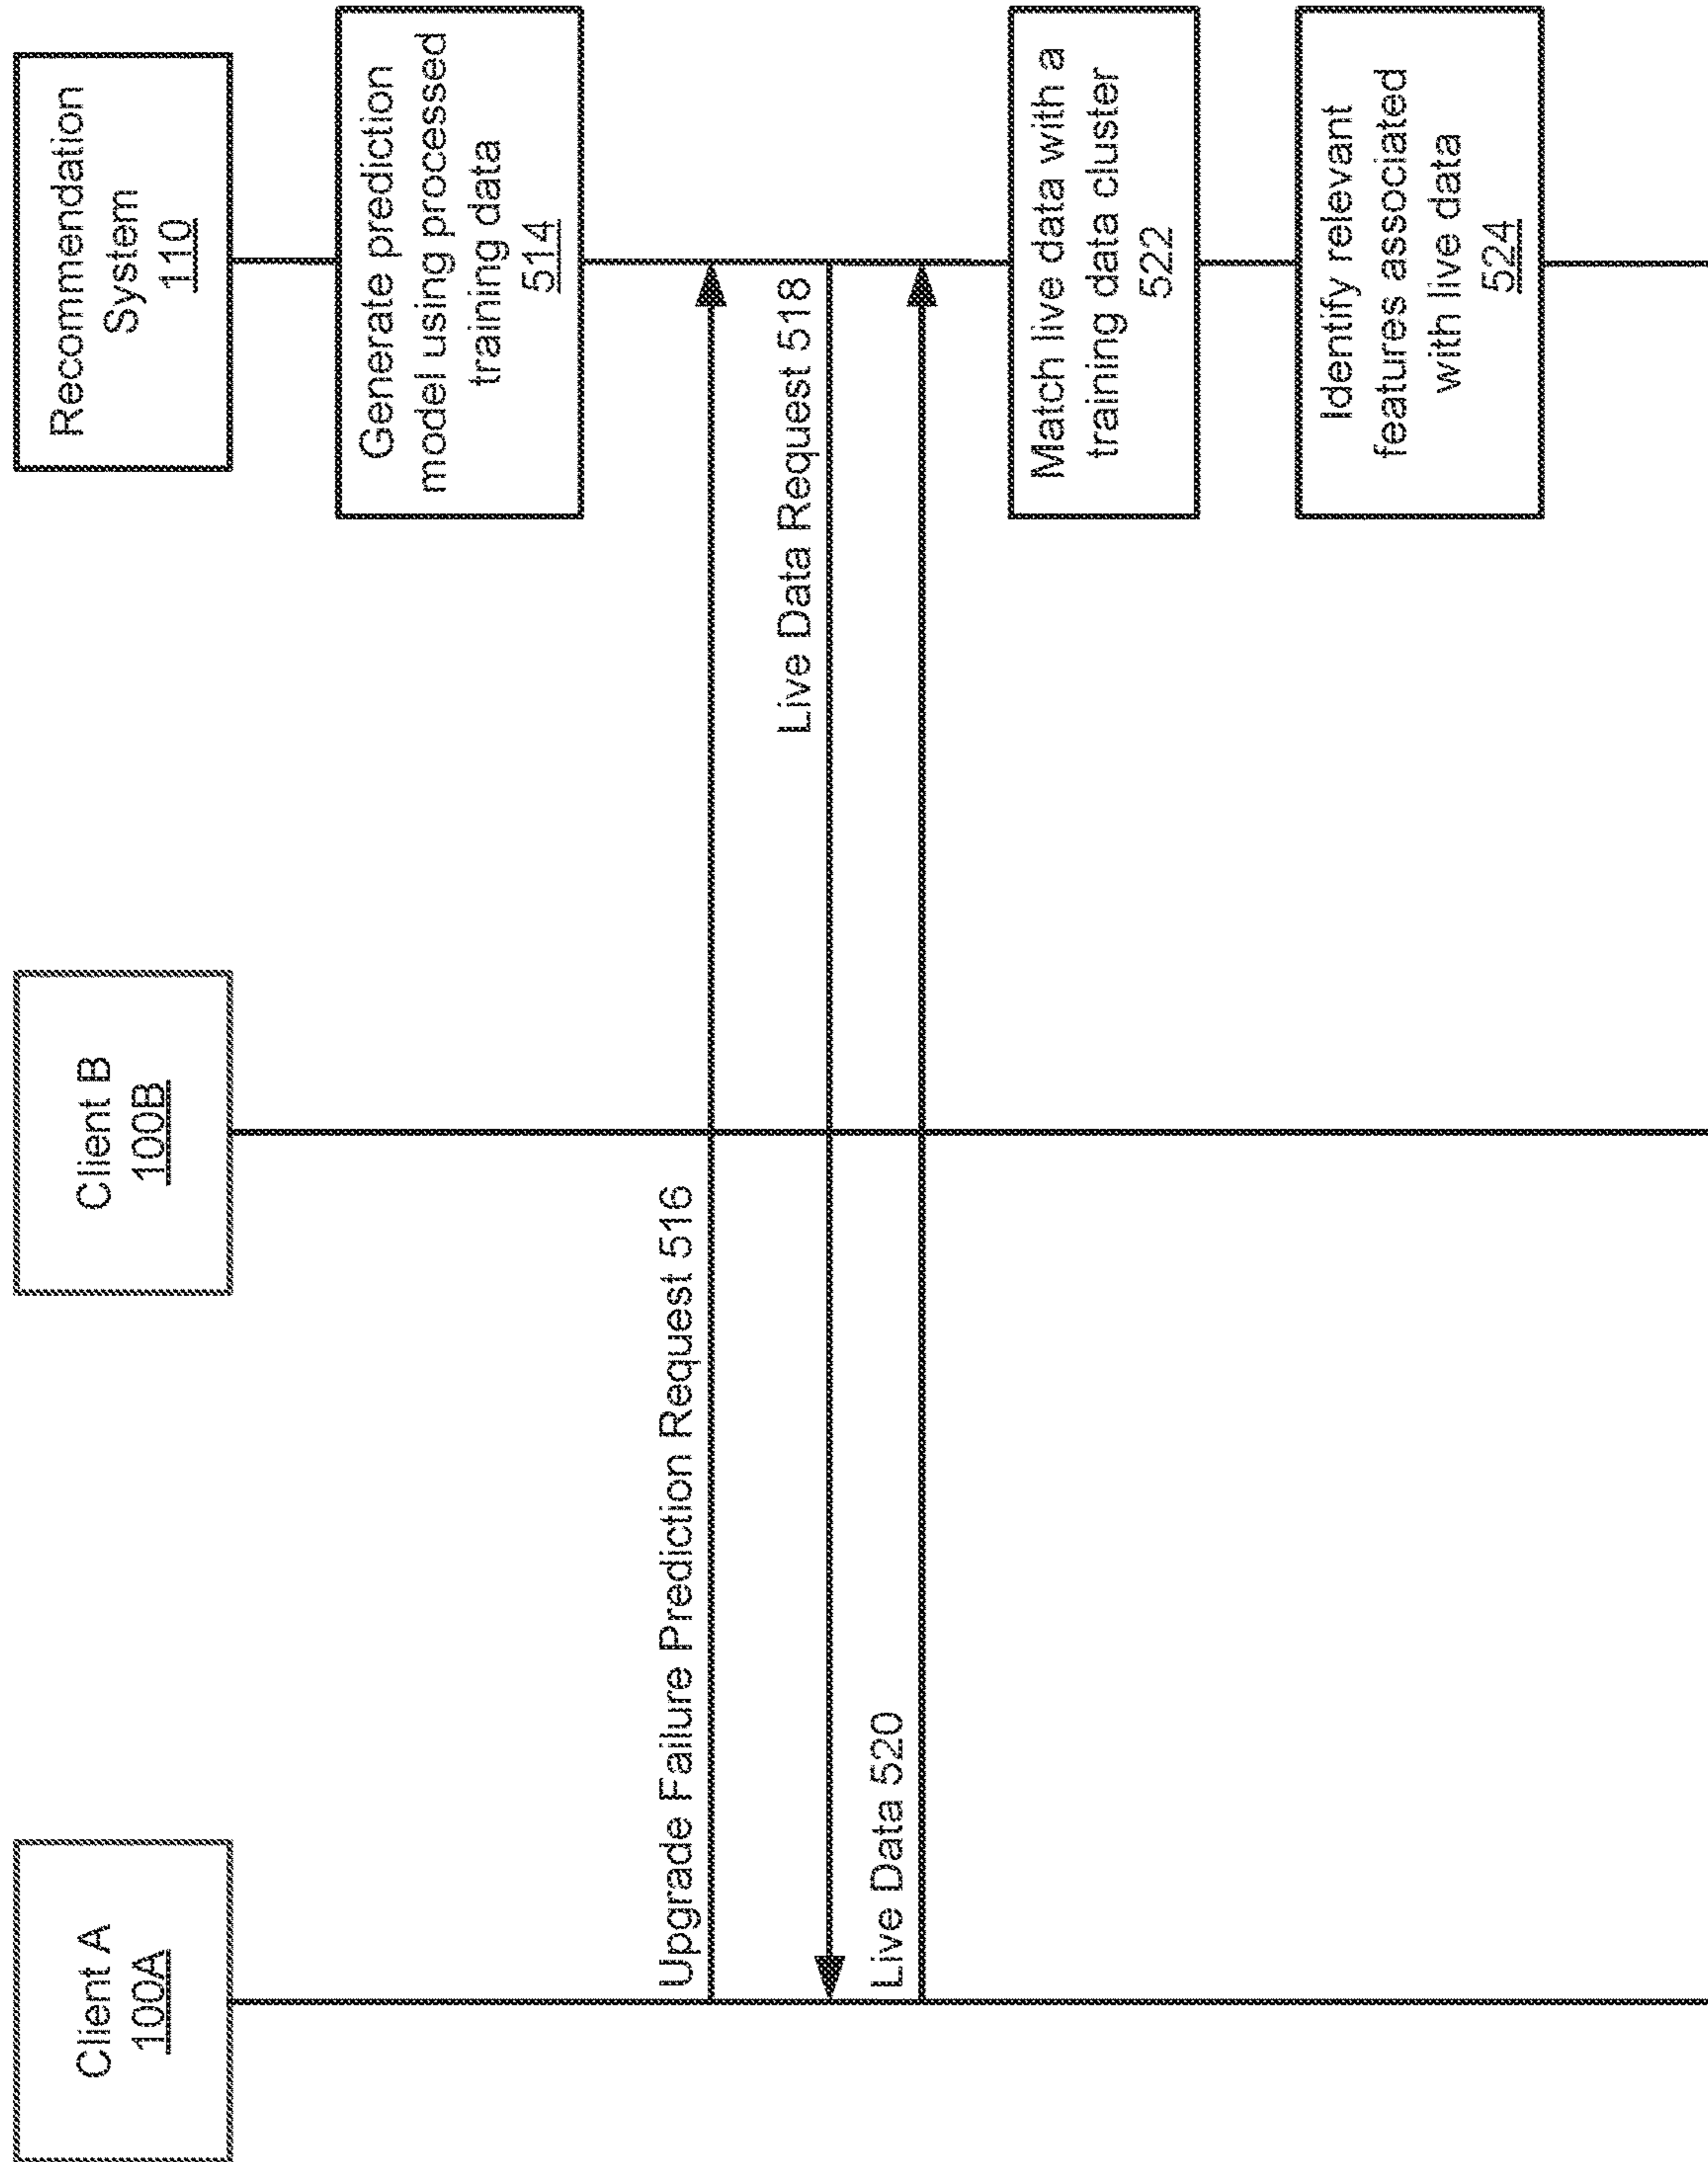 Client A
100A
Client B
100B
Recommendation
System
110
Generate prediction
model using processed
training data
514
Upgrade Failure Prediction Request 516
Live Data Request 518
Live Data 520
Match live data with a
training data cluster
522
Identify relevant
features associated
with live data
524